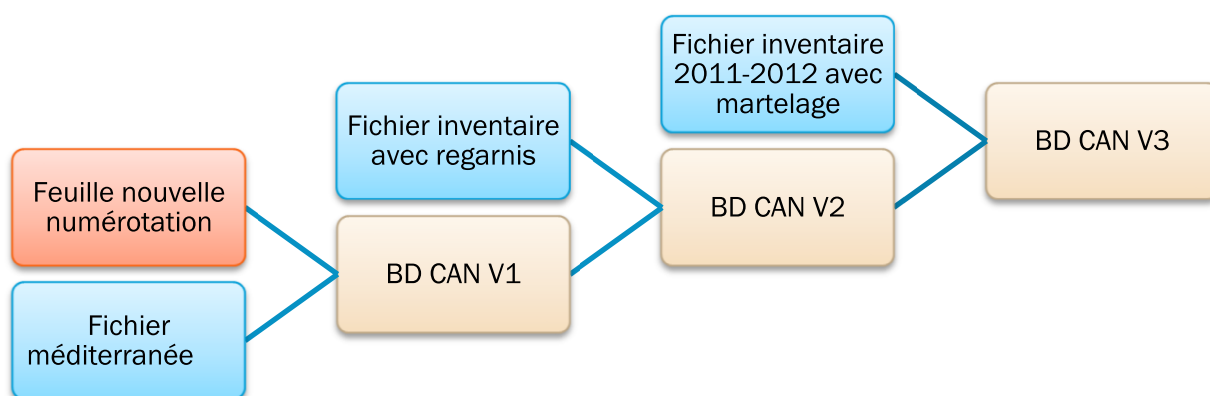 Feuille nouvelle
numérotation
Fichier
méditerranée
Fichier inventaire
avec regarnis
BD CAN V1
Fichier inventaire
2011-2012 avec
martelage
BD CAN V2
BD CAN V3